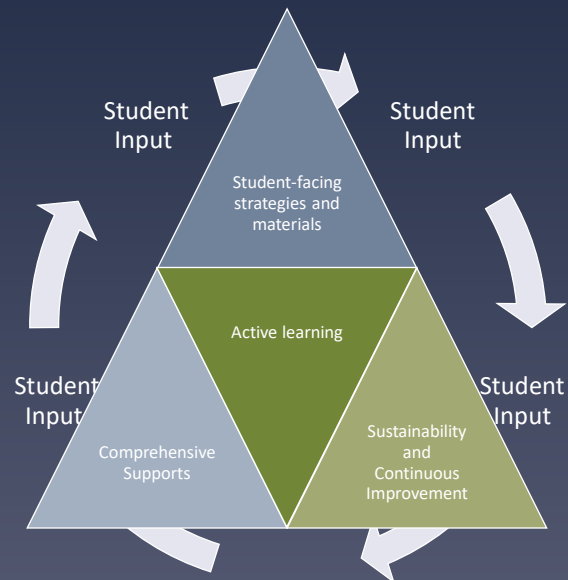 Student
Input
Student
Input
Student-facing
strategies and
materials
Active learning
Student
Input
Student
Input
Comprehensive
Supports
Sustainability
and
Continuous
Improvement